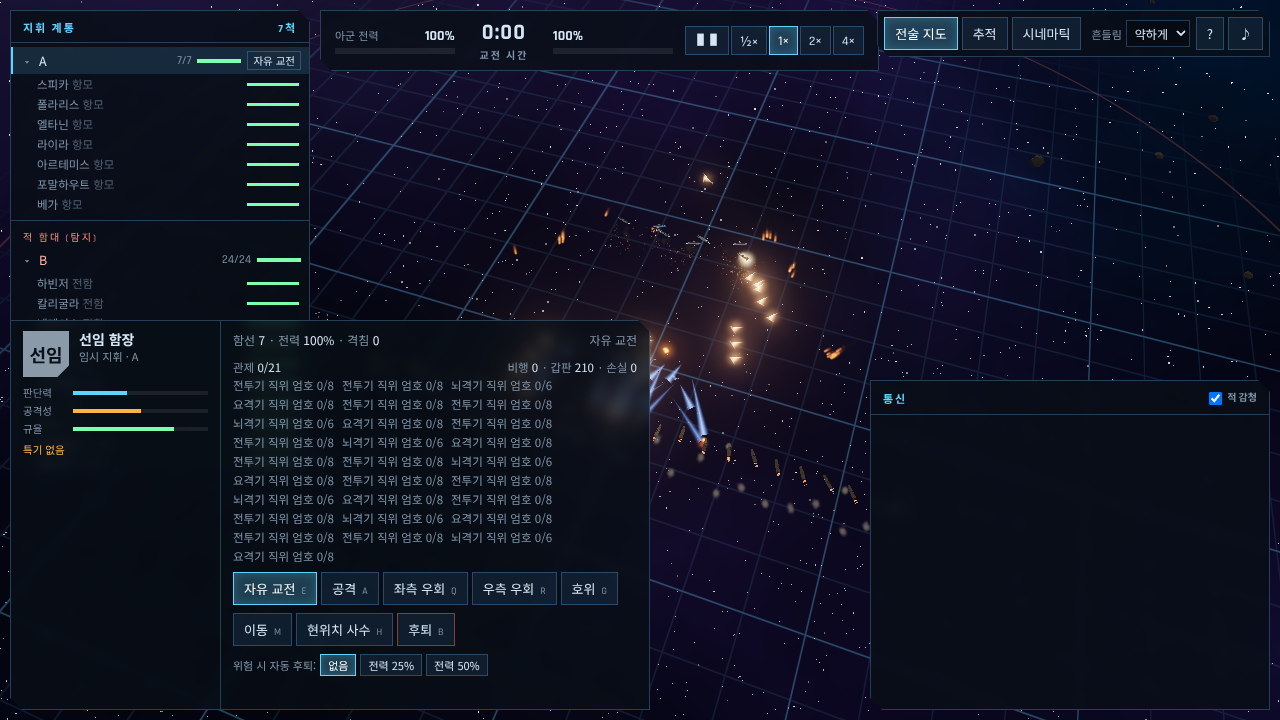 지휘 계통 7척
A 7/7 자유 교전
스피카 항모
폴라리스 항모
엘타닌 항모
라이라 항모
아르테미스 항모
포말하우트 항모
베가 항모
적 함대 (탐지)
B 24/24
하빈저 전함
칼리굴라 전함
아군 전력 100% 0:00 100%
교전 시간
½× 1× 2× 4×
전술 지도 추적 시네마틱 흔들림 약하게 ? ♪
선임 선임 함장
임시 지휘 · A
판단력
공격성
규율
특기 없음
함선 7 · 전력 100% · 격침 0 자유 교전
관제 0/21 비행 0 · 갑판 210 · 손실 0
전투기 직위 엄호 0/8 전투기 직위 엄호 0/8 뇌격기 직위 엄호 0/6
요격기 직위 엄호 0/8 전투기 직위 엄호 0/8 전투기 직위 엄호 0/8
뇌격기 직위 엄호 0/6 요격기 직위 엄호 0/8 전투기 직위 엄호 0/8
전투기 직위 엄호 0/8 뇌격기 직위 엄호 0/6 요격기 직위 엄호 0/8
전투기 직위 엄호 0/8 전투기 직위 엄호 0/8 뇌격기 직위 엄호 0/6
요격기 직위 엄호 0/8 전투기 직위 엄호 0/8 전투기 직위 엄호 0/8
뇌격기 직위 엄호 0/6 요격기 직위 엄호 0/8 전투기 직위 엄호 0/8
전투기 직위 엄호 0/8 뇌격기 직위 엄호 0/6 요격기 직위 엄호 0/8
전투기 직위 엄호 0/8 전투기 직위 엄호 0/8 뇌격기 직위 엄호 0/6
요격기 직위 엄호 0/8
자유 교전 E 공격 A 좌측 우회 Q 우측 우회 R 호위 G
이동 M 현위치 사수 H 후퇴 B
위험 시 자동 후퇴: 없음 전력 25% 전력 50%
통신 적 감청